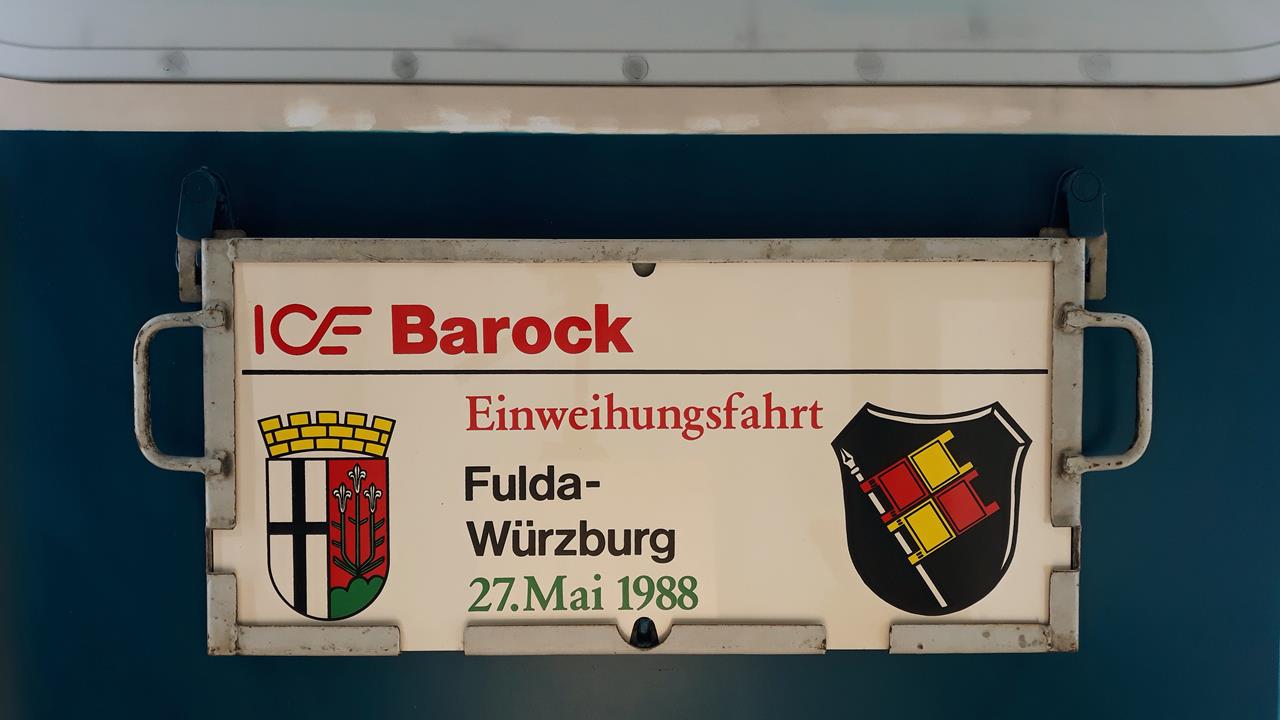 ICE Barock
Einweihungsfahrt
Fulda-
Würzburg
27.Mai 1988